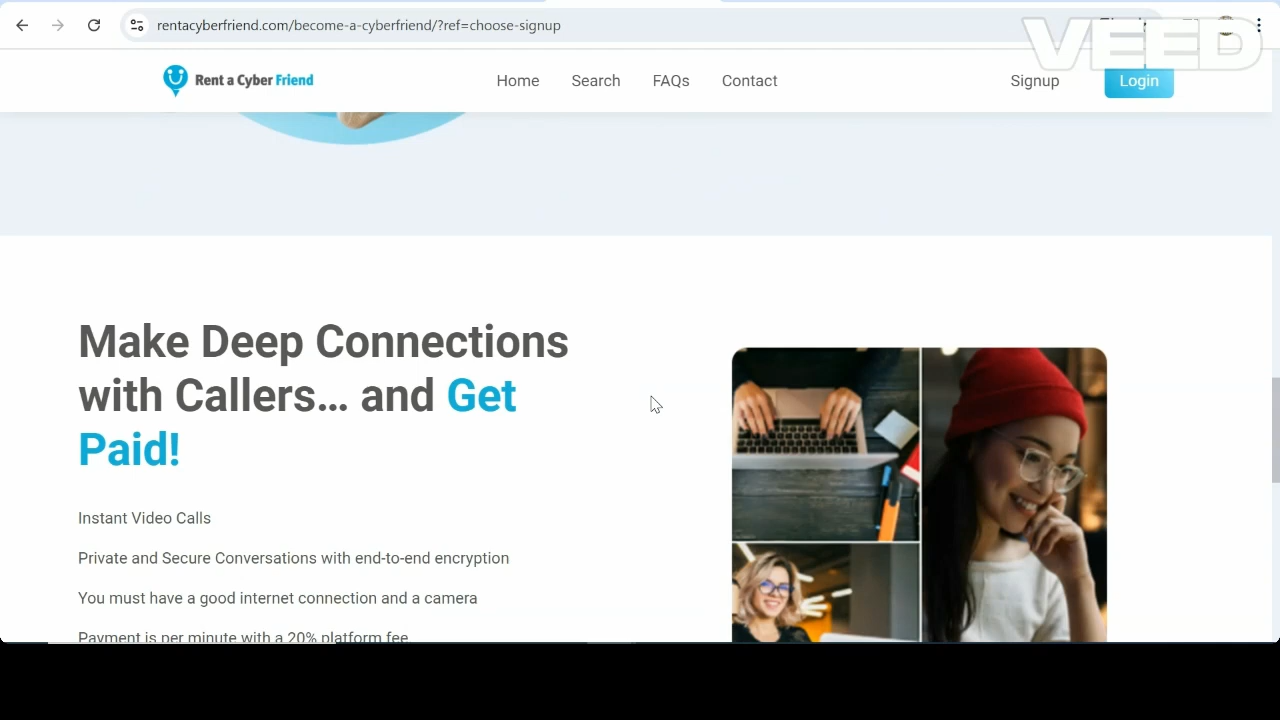 rentacyberfriend.com/become-a-cyberfriend/?ref=choose-signup
VEED
Rent a Cyber Friend
Home
Search
FAQs
Contact
Signup
Login
Make Deep Connections
with Callers... and Get
Paid!
Instant Video Calls
Private and Secure Conversations with end-to-end encryption
You must have a good internet connection and a camera
Payment is per minute with a 20% platform fee